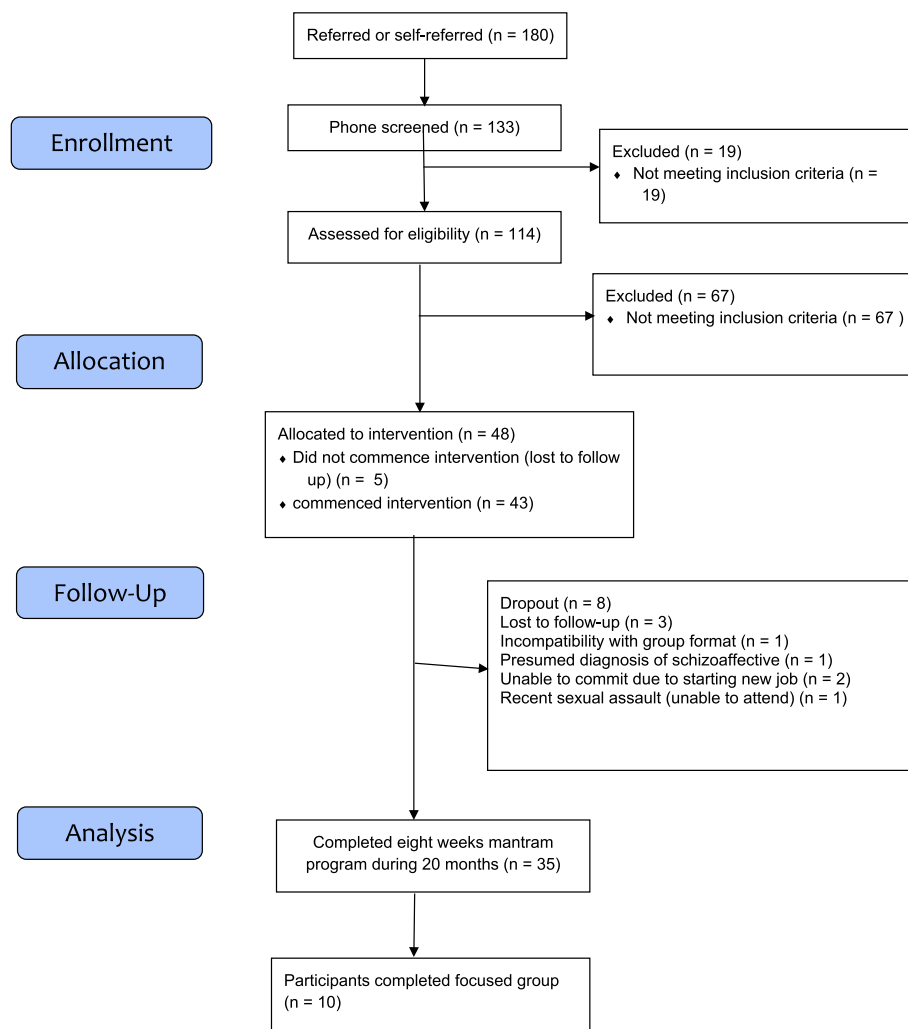 Referred or self-referred (n = 180)
Enrollment
Phone screened (n = 133)
Excluded (n = 19)
♦ Not meeting inclusion criteria (n =
19)
Assessed for eligibility (n = 114)
Excluded (n = 67)
♦ Not meeting inclusion criteria (n = 67 )
Allocation
Allocated to intervention (n = 48)
♦ Did not commence intervention (lost to follow
up) (n = 5)
♦ commenced intervention (n = 43)
Follow-Up
Dropout (n = 8)
Lost to follow-up (n = 3)
Incompatibility with group format (n = 1)
Presumed diagnosis of schizoaffective (n = 1)
Unable to commit due to starting new job (n = 2)
Recent sexual assault (unable to attend) (n = 1)
Analysis
Completed eight weeks mantram
program during 20 months (n = 35)
Participants completed focused group
(n = 10)